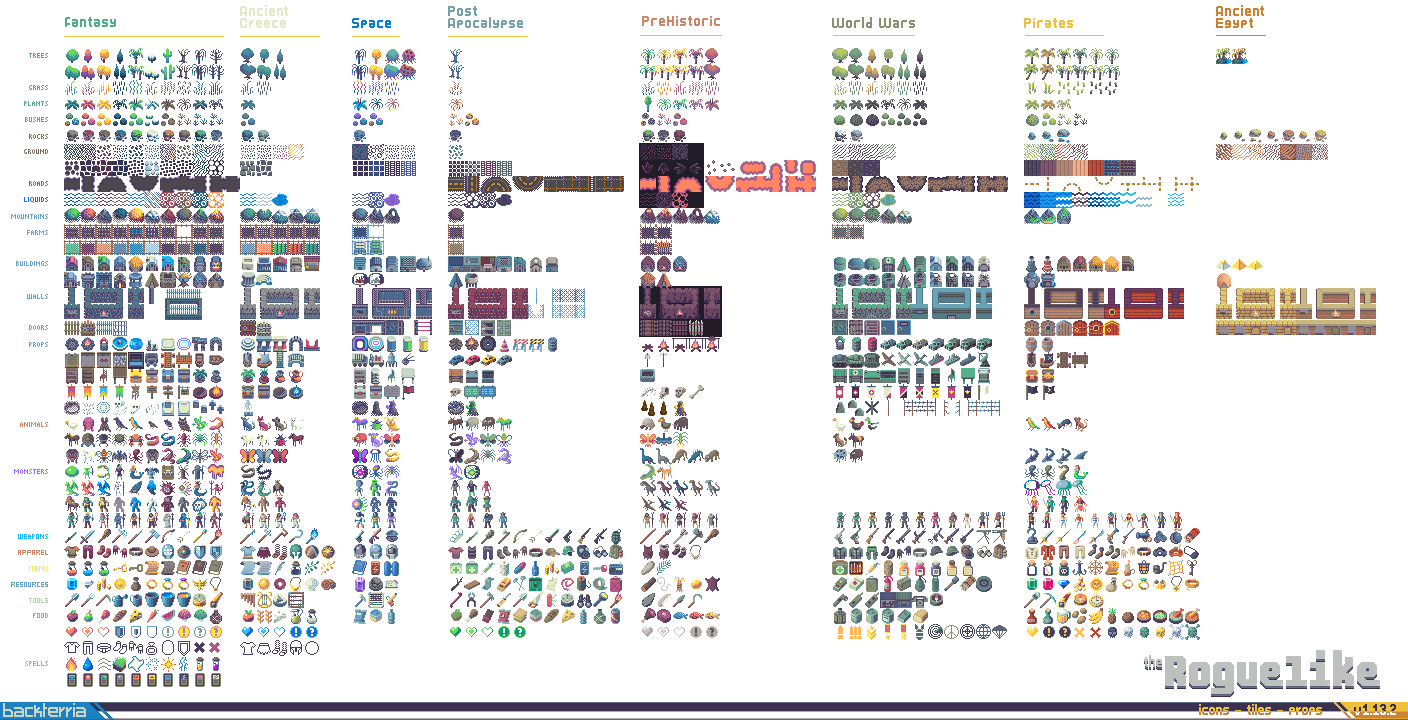 Fantasy
Ancient
Greece
Space
Post
Apocalypse
PreHistoric
World Wars
Pirates
Ancient
Egypt
TREES
GRASS
PLANTS
BUSHES
ROCKS
GROUND
ROADS
LIQUIDS
MOUNTAINS
FARMS
BUILDINGS
WALLS
DOORS
PROPS
ANIMALS
MONSTERS
WEAPONS
APPAREL
ITEMS
RESOURCES
TOOLS
FOOD
SPELLS
the Roguelike
backterria
icons - tiles - props
v1.13.2